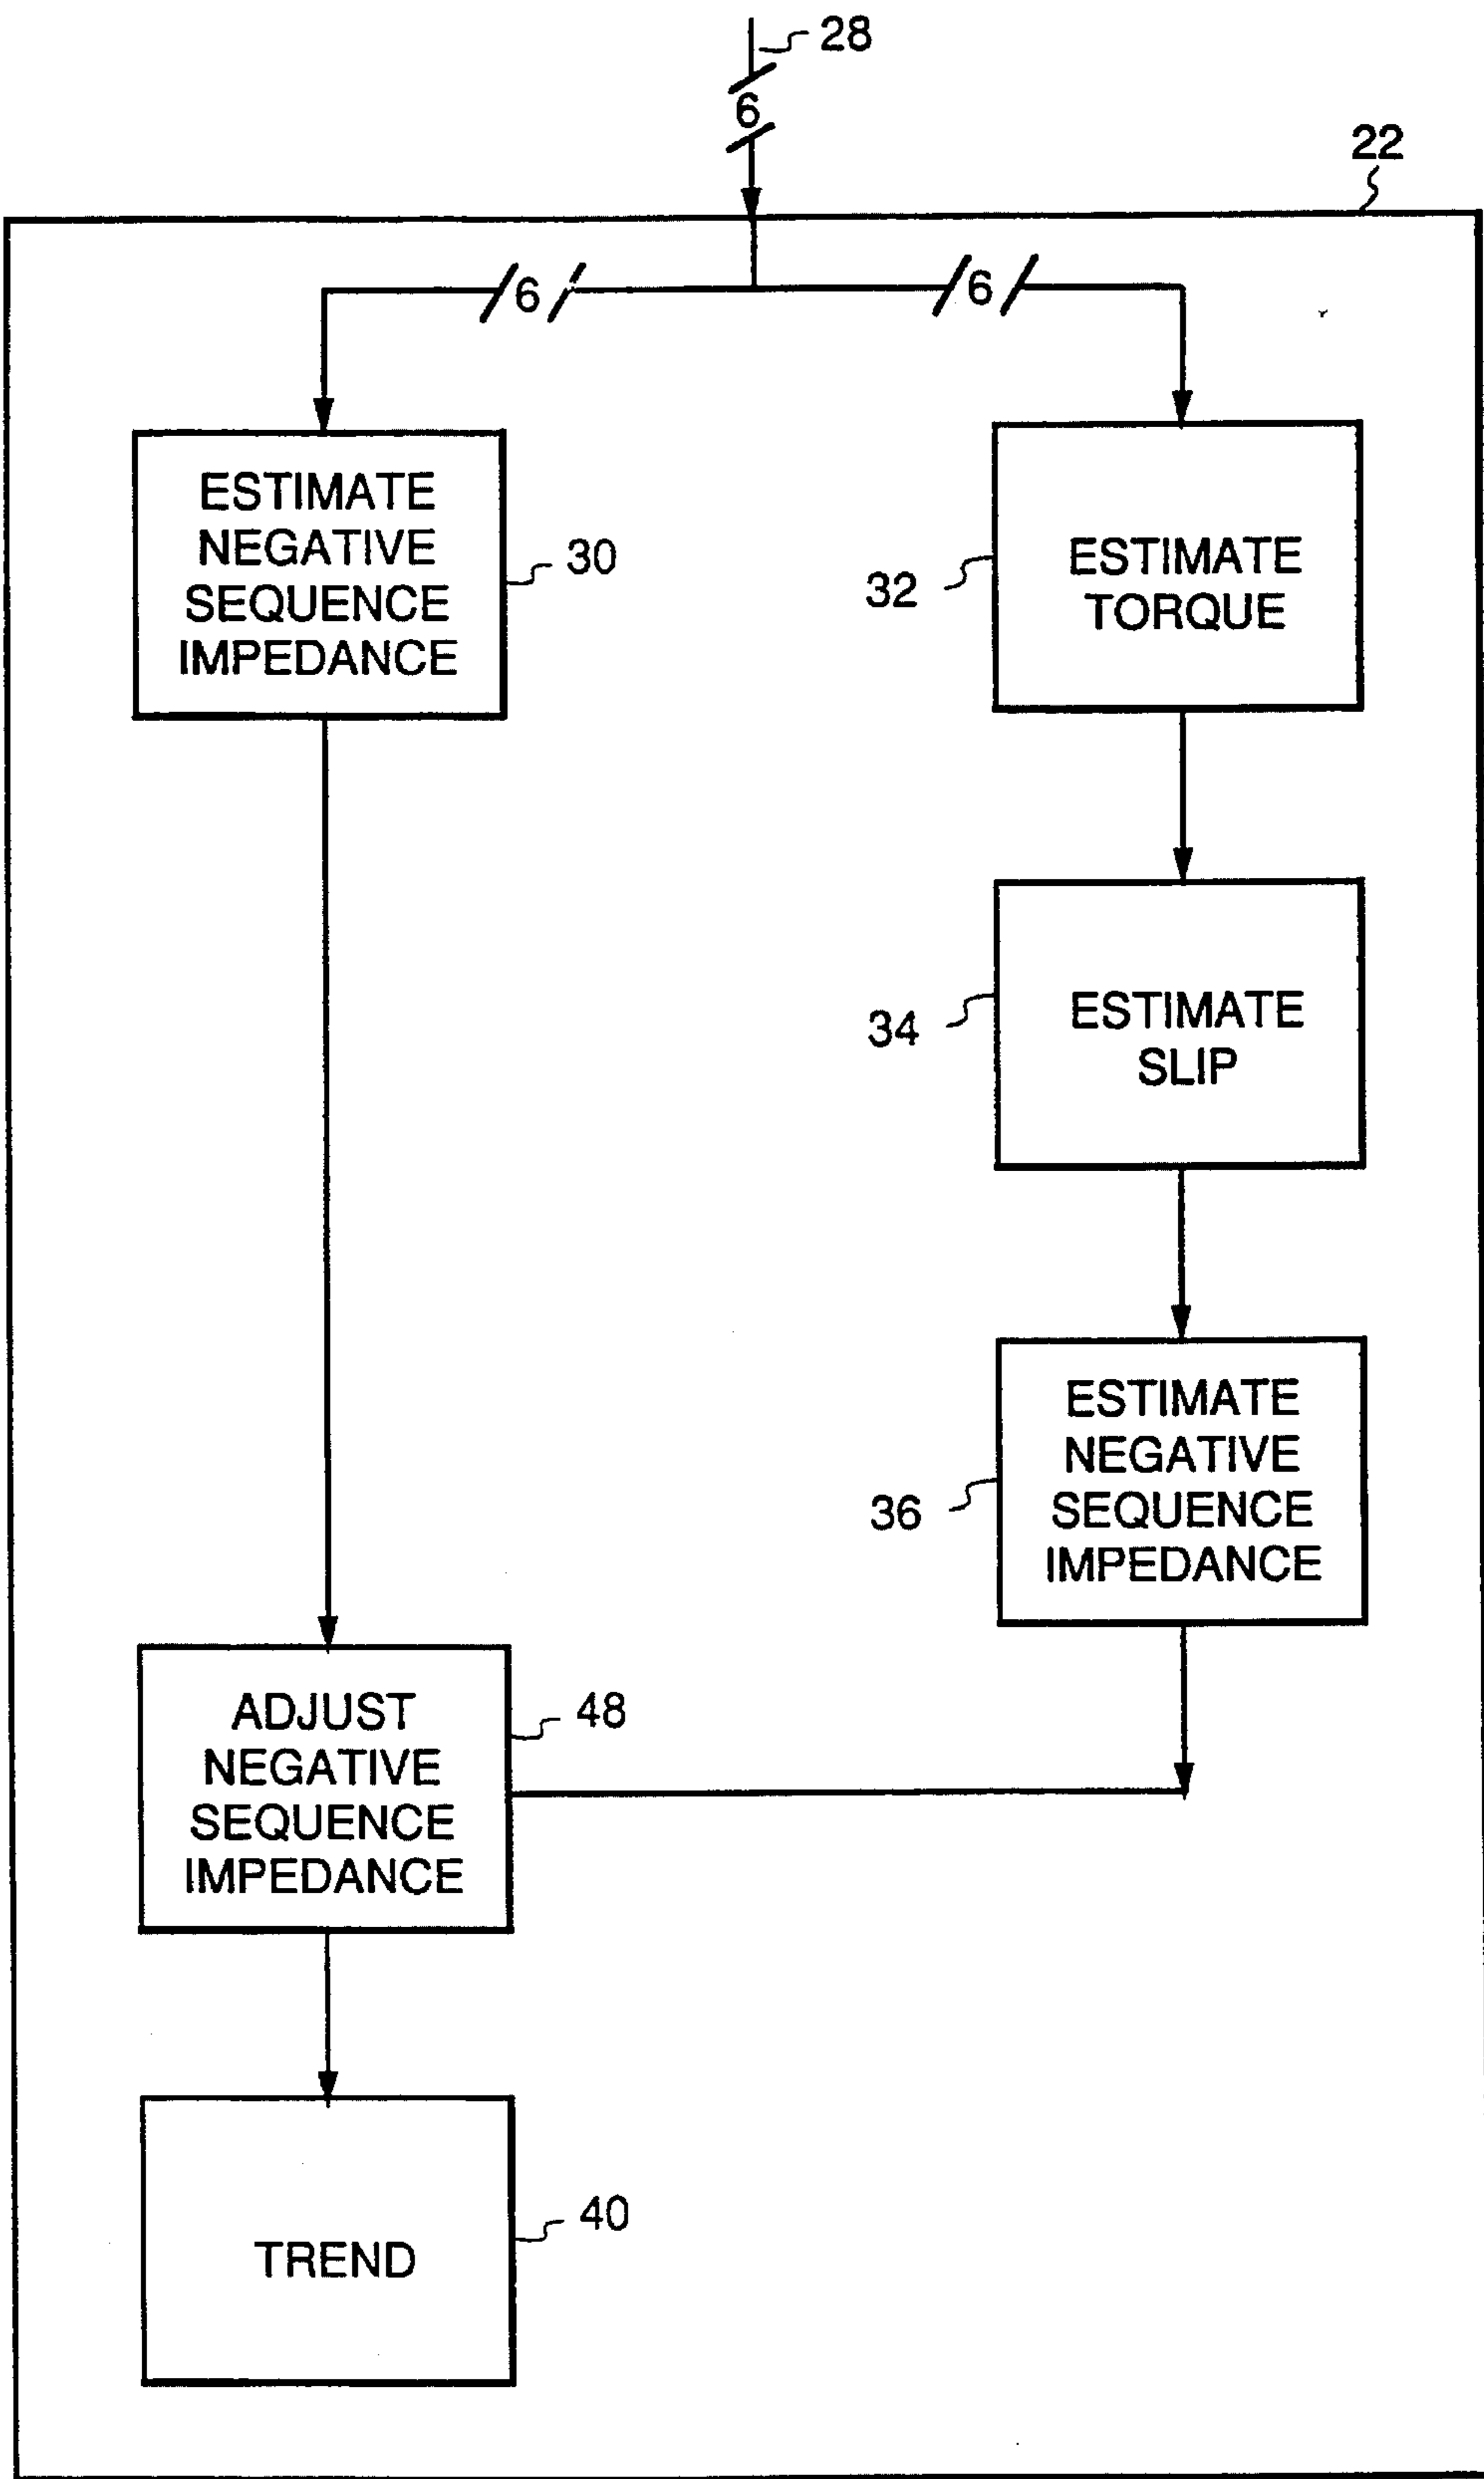 28
6
22
6
6
ESTIMATE
NEGATIVE
SEQUENCE
IMPEDANCE
30
32
ESTIMATE
TORQUE
34
ESTIMATE
SLIP
36
ESTIMATE
NEGATIVE
SEQUENCE
IMPEDANCE
ADJUST
NEGATIVE
SEQUENCE
IMPEDANCE
48
TREND
40